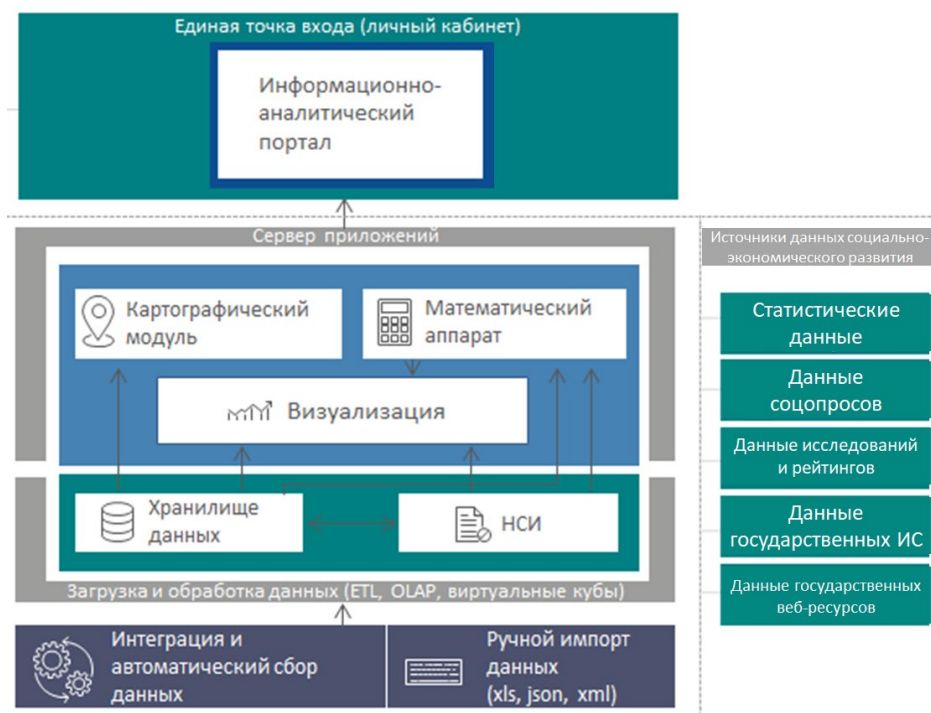 Единая точка входа (личный кабинет)
Информационно-
аналитический
портал
Сервер приложений
Картографический
модуль
Математический
аппарат
Визуализация
Хранилище
данных
НСИ
Загрузка и обработка данных (ETL, OLAP, виртуальные кубы)
Интеграция и
автоматический сбор
данных
Ручной импорт
данных
(xls, json, xml)
Источники данных социально-
экономического развития
Статистические
данные
Данные
соцопросов
Данные исследований
и рейтингов
Данные
государственных ИС
Данные государственных
веб-ресурсов